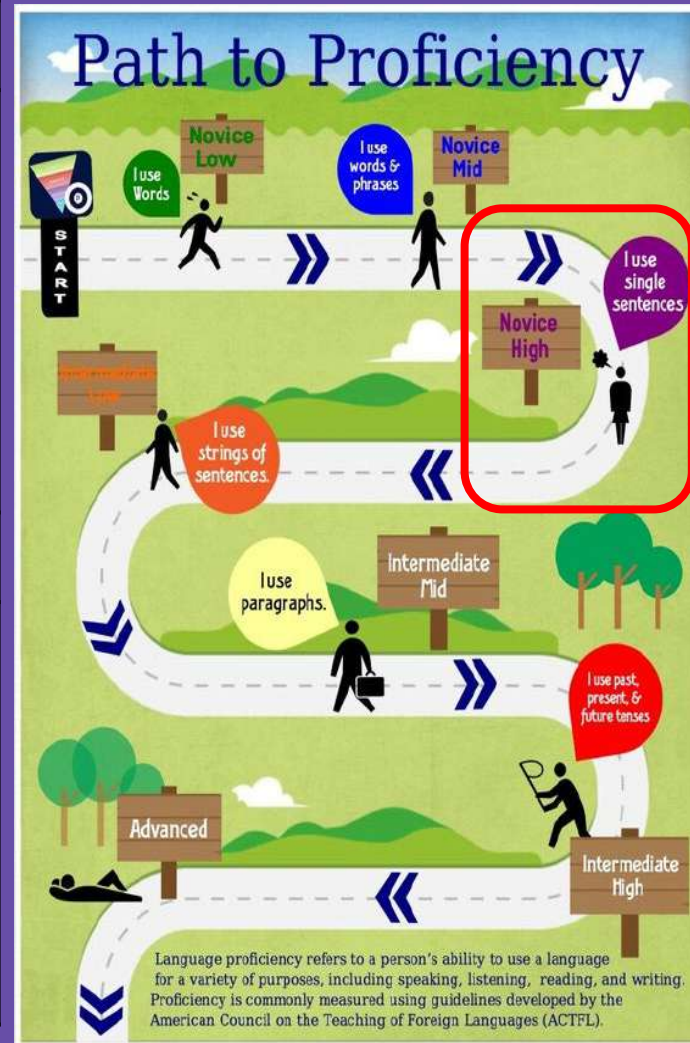 Path to Proficiency
Novice
Low
I use
Words
I use
words &
phrases
Novice
Mid
START
I use
single
sentences
Novice
High
Intermediate
Low
I use
strings of
sentences.
I use
paragraphs.
Intermediate
Mid
I use past,
present, &
future tenses
Advanced
Intermediate
High
Language proficiency refers to a person's ability to use a language
for a variety of purposes, including speaking, listening, reading, and writing.
Proficiency is commonly measured using guidelines developed by the
American Council on the Teaching of Foreign Languages (ACTFL).